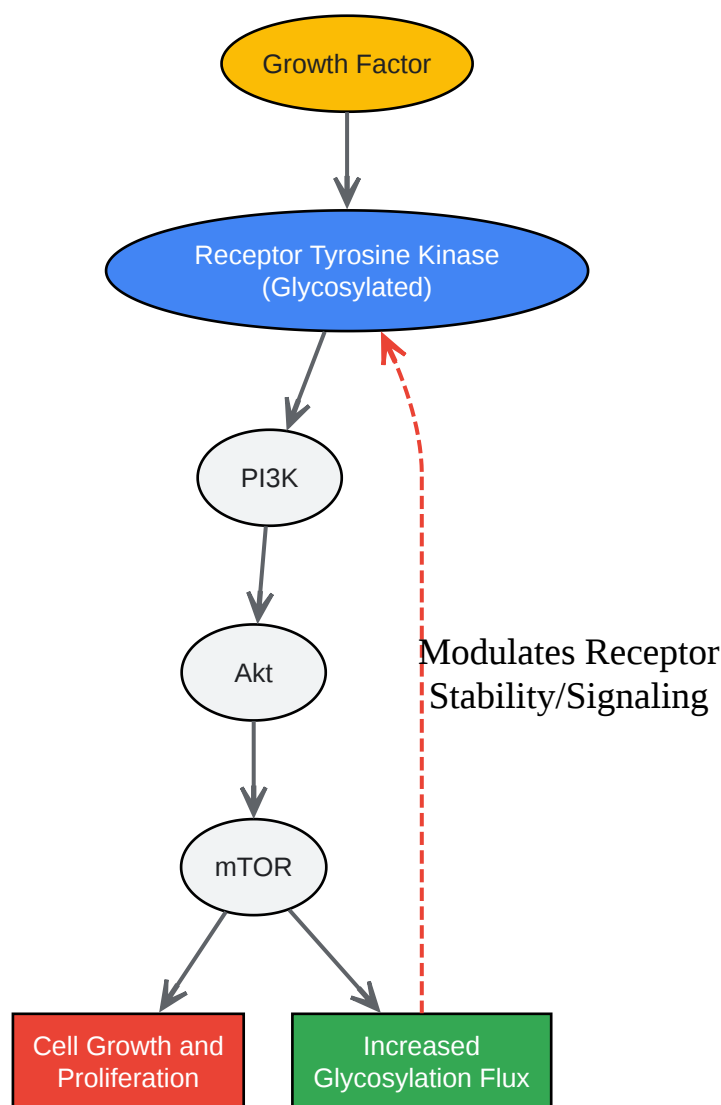 Growth Factor
Receptor Tyrosine Kinase
(Glycosylated)
PI3K
Akt
Modulates Receptor
Stability/Signaling
mTOR
Cell Growth and
Proliferation
Increased
Glycosylation Flux